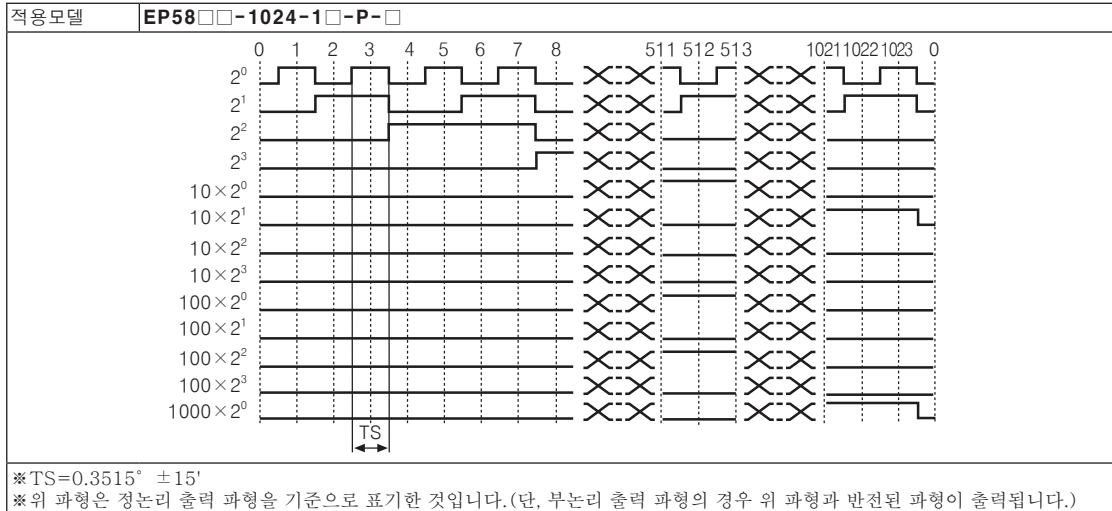 적용모델 EP58□□-1024-1□-P-□
0 1 2 3 4 5 6 7 8 511 512 513 1021 1022 1023 0
2⁰
2¹
2²
2³
10×2⁰
10×2¹
10×2²
10×2³
100×2⁰
100×2¹
100×2²
100×2³
1000×2⁰
TS
※TS=0.3515° ±15'
※위 파형은 정논리 출력 파형을 기준으로 표기한 것입니다.(단, 부논리 출력 파형의 경우 위 파형과 반전된 파형이 출력됩니다.)